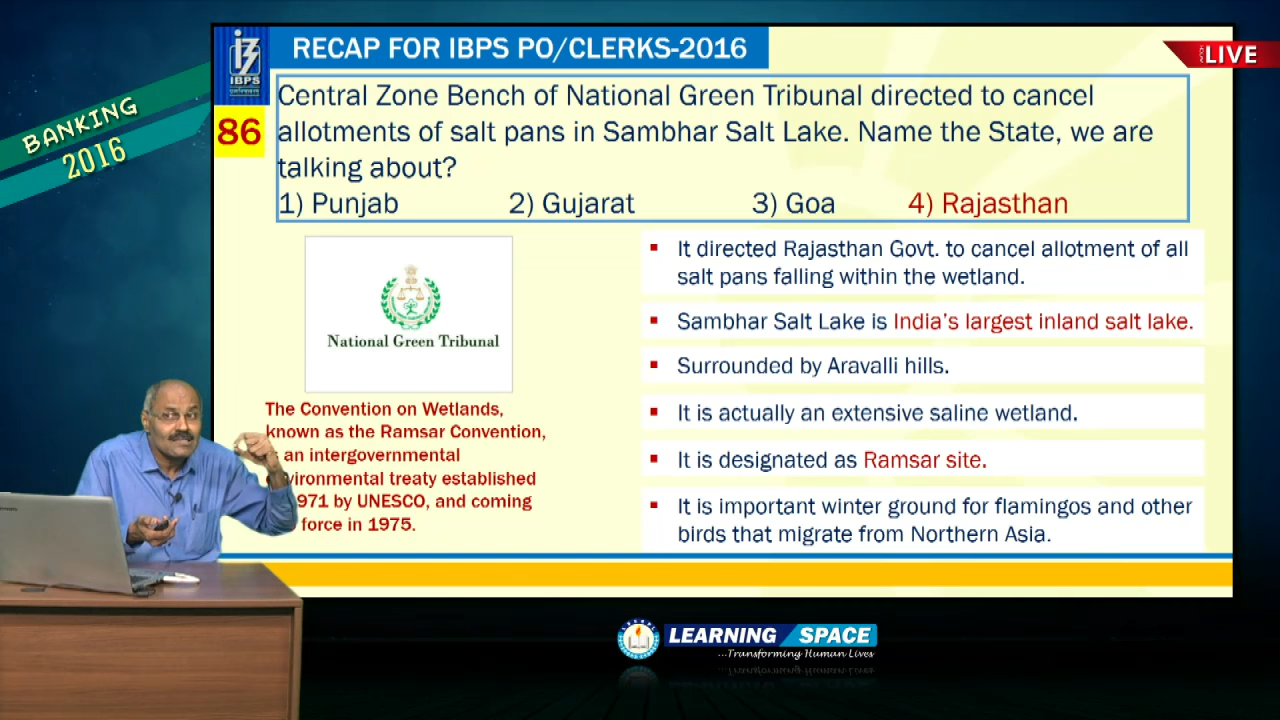 RECAP FOR IBPS PO/CLERKS-2016
LIVE
IBPS
BANKING
2016
86
Central Zone Bench of National Green Tribunal directed to cancel
allotments of salt pans in Sambhar Salt Lake. Name the State, we are
talking about?
1) Punjab 2) Gujarat 3) Goa 4) Rajasthan
National Green Tribunal
The Convention on Wetlands,
known as the Ramsar Convention,
an intergovernmental
vironmental treaty established
971 by UNESCO, and coming
force in 1975.
▪ It directed Rajasthan Govt. to cancel allotment of all
salt pans falling within the wetland.
▪ Sambhar Salt Lake is India's largest inland salt lake.
▪ Surrounded by Aravalli hills.
▪ It is actually an extensive saline wetland.
▪ It is designated as Ramsar site.
▪ It is important winter ground for flamingos and other
birds that migrate from Northern Asia.
LEARNING SPACE
...Transforming Human Lives